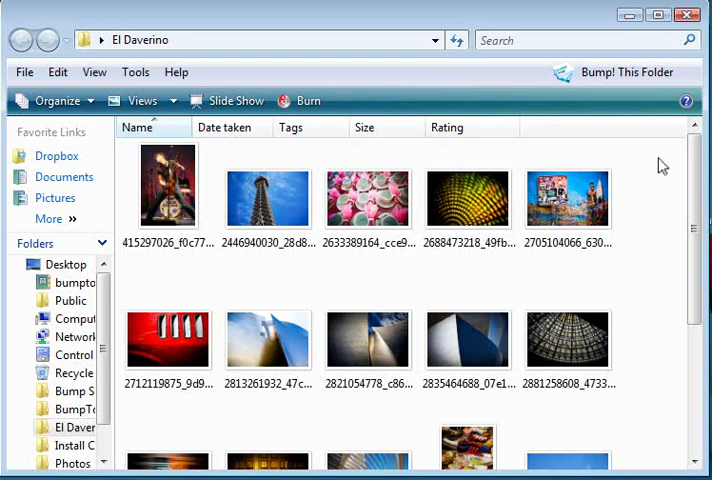 El Daverino
Search
File Edit View Tools Help
Bump! This Folder
Organize Views Slide Show Burn
Favorite Links
Name Date taken Tags Size Rating
Dropbox
Documents
Pictures
More »
Folders
415297026_f0c77... 2446940030_28d8... 2633389164_cce9... 2688473218_49fb... 2705104066_630...
Desktop
bumpto
Public
Comput
Network
Control
Recycle
2712119875_9d9... 2813261932_47c... 2821054778_c86... 2835464688_07e1... 2881258608_4733...
Bump S
BumpTo
El Daver
Install C
Photos